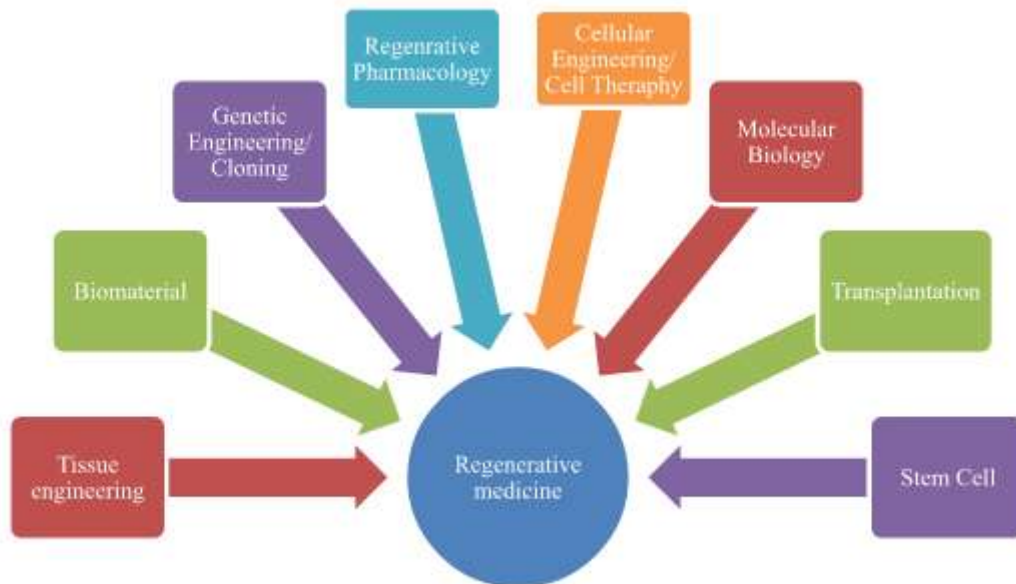 Regenrative
Pharmacology
Cellular
Engineering/
Cell Theraphy
Genetic
Engineering/
Cloning
Molecular
Biology
Biomaterial
Transplantation
Tissue
engineering
Regenerative
medicine
Stem Cell